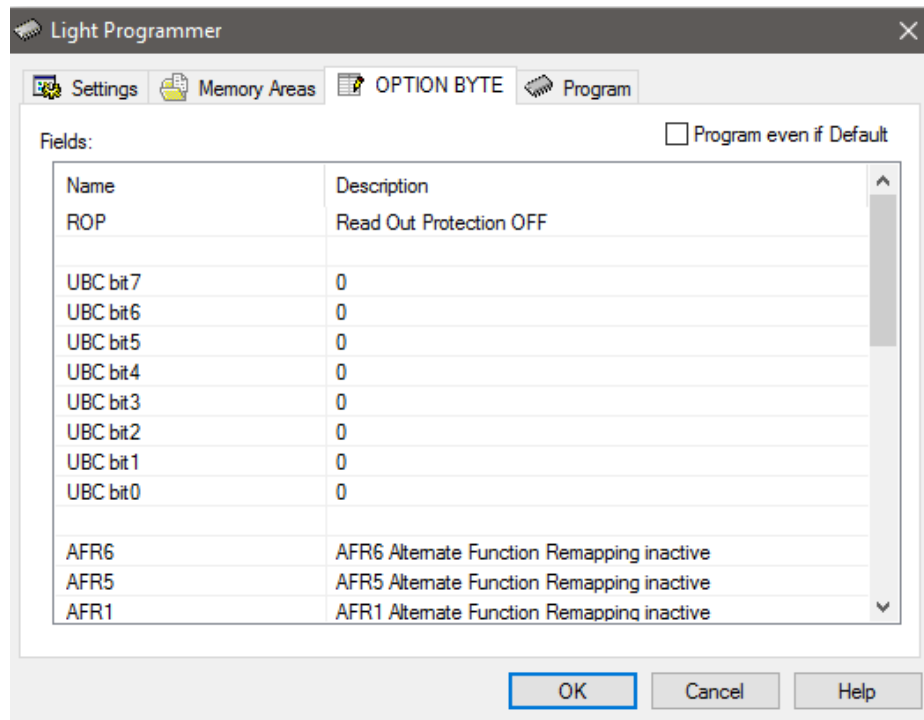 Light Programmer
Settings Memory Areas OPTION BYTE Program
Fields: Program even if Default
Name Description
ROP Read Out Protection OFF
UBC bit7 0
UBC bit6 0
UBC bit5 0
UBC bit4 0
UBC bit3 0
UBC bit2 0
UBC bit1 0
UBC bit0 0
AFR6 AFR6 Alternate Function Remapping inactive
AFR5 AFR5 Alternate Function Remapping inactive
AFR1 AFR1 Alternate Function Remapping inactive
OK Cancel Help